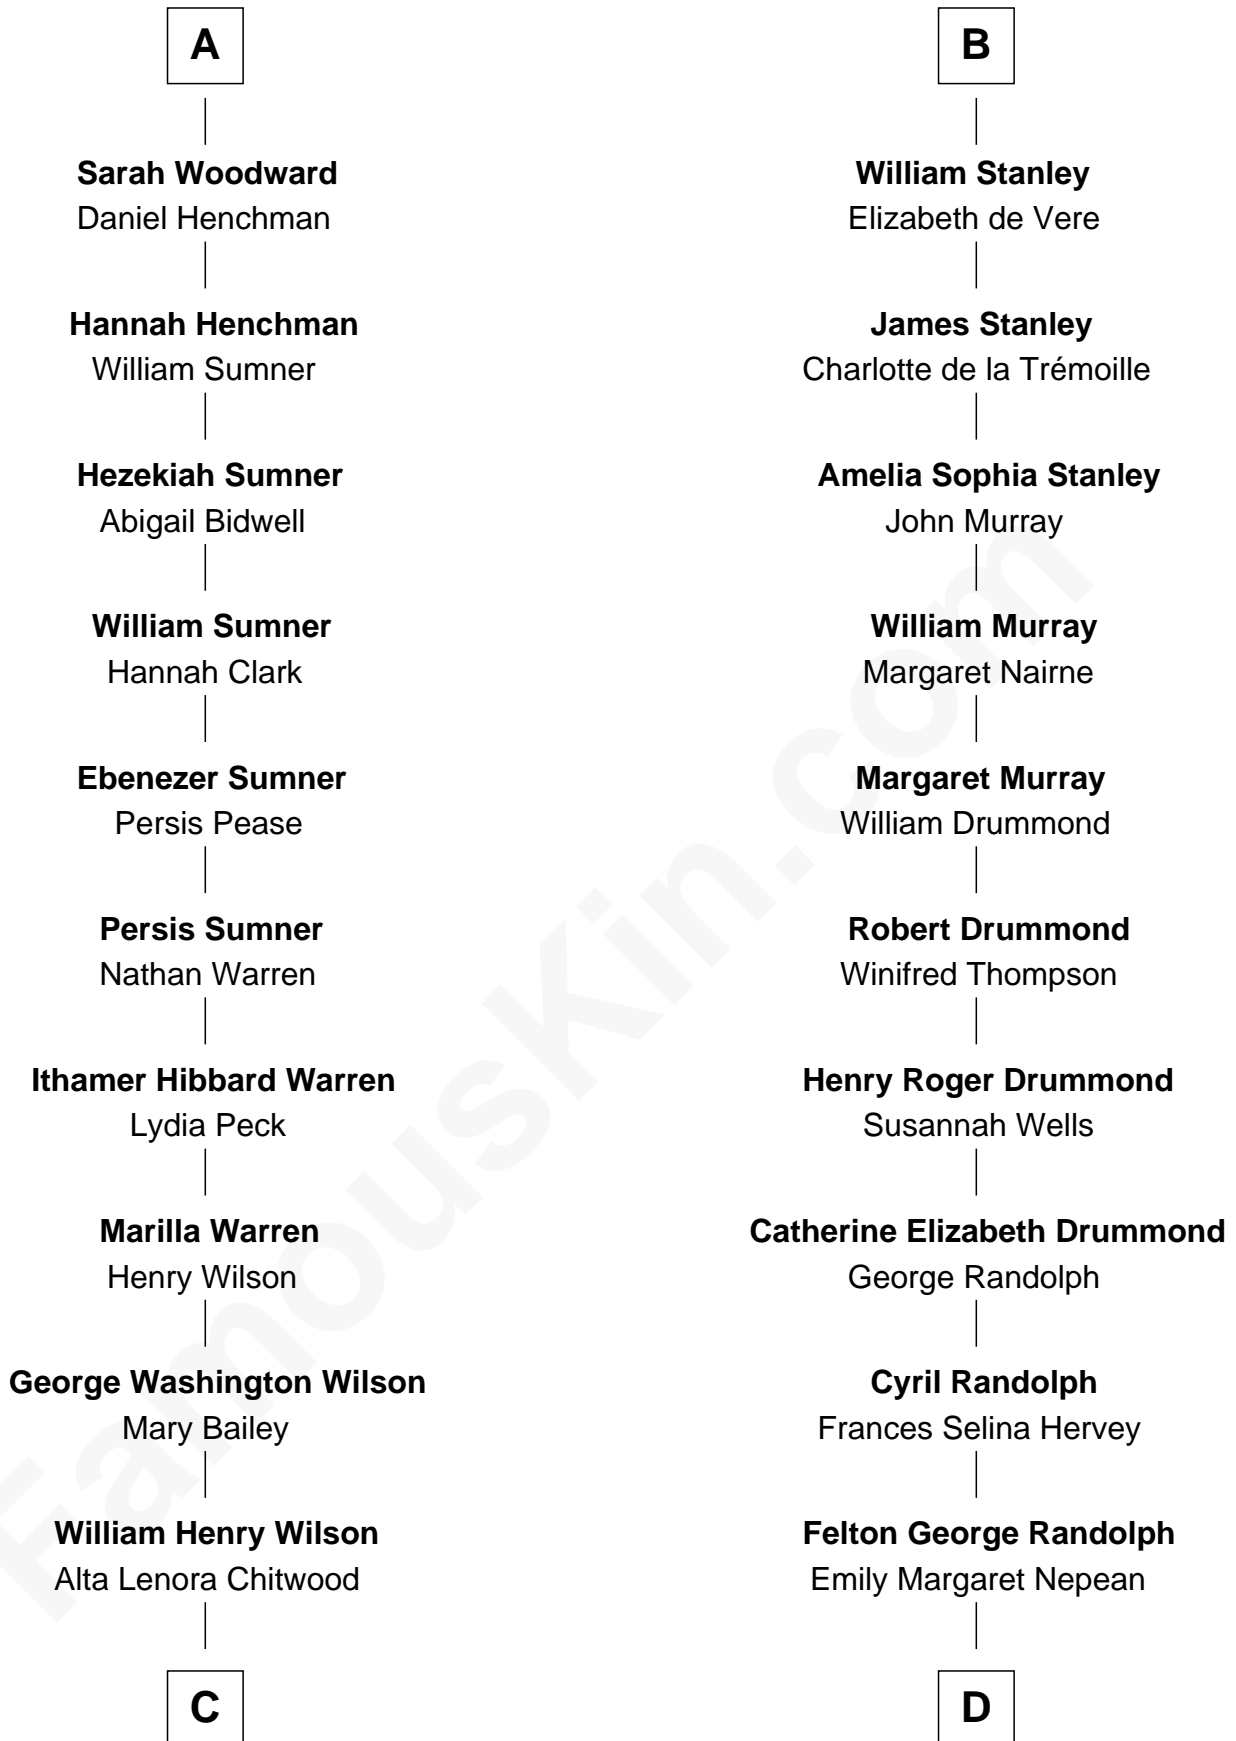 A
Sarah Woodward
Daniel Henchman
Hannah Henchman
William Sumner
Hezekiah Sumner
Abigail Bidwell
William Sumner
Hannah Clark
Ebenezer Sumner
Persis Pease
Persis Sumner
Nathan Warren
Ithamer Hibbard Warren
Lydia Peck
Marilla Warren
Henry Wilson
George Washington Wilson
Mary Bailey
William Henry Wilson
Alta Lenora Chitwood
C
B
William Stanley
Elizabeth de Vere
James Stanley
Charlotte de la Trémoille
Amelia Sophia Stanley
John Murray
William Murray
Margaret Nairne
Margaret Murray
William Drummond
Robert Drummond
Winifred Thompson
Henry Roger Drummond
Susannah Wells
Catherine Elizabeth Drummond
George Randolph
Cyril Randolph
Frances Selina Hervey
Felton George Randolph
Emily Margaret Nepean
D
FamousKin.com